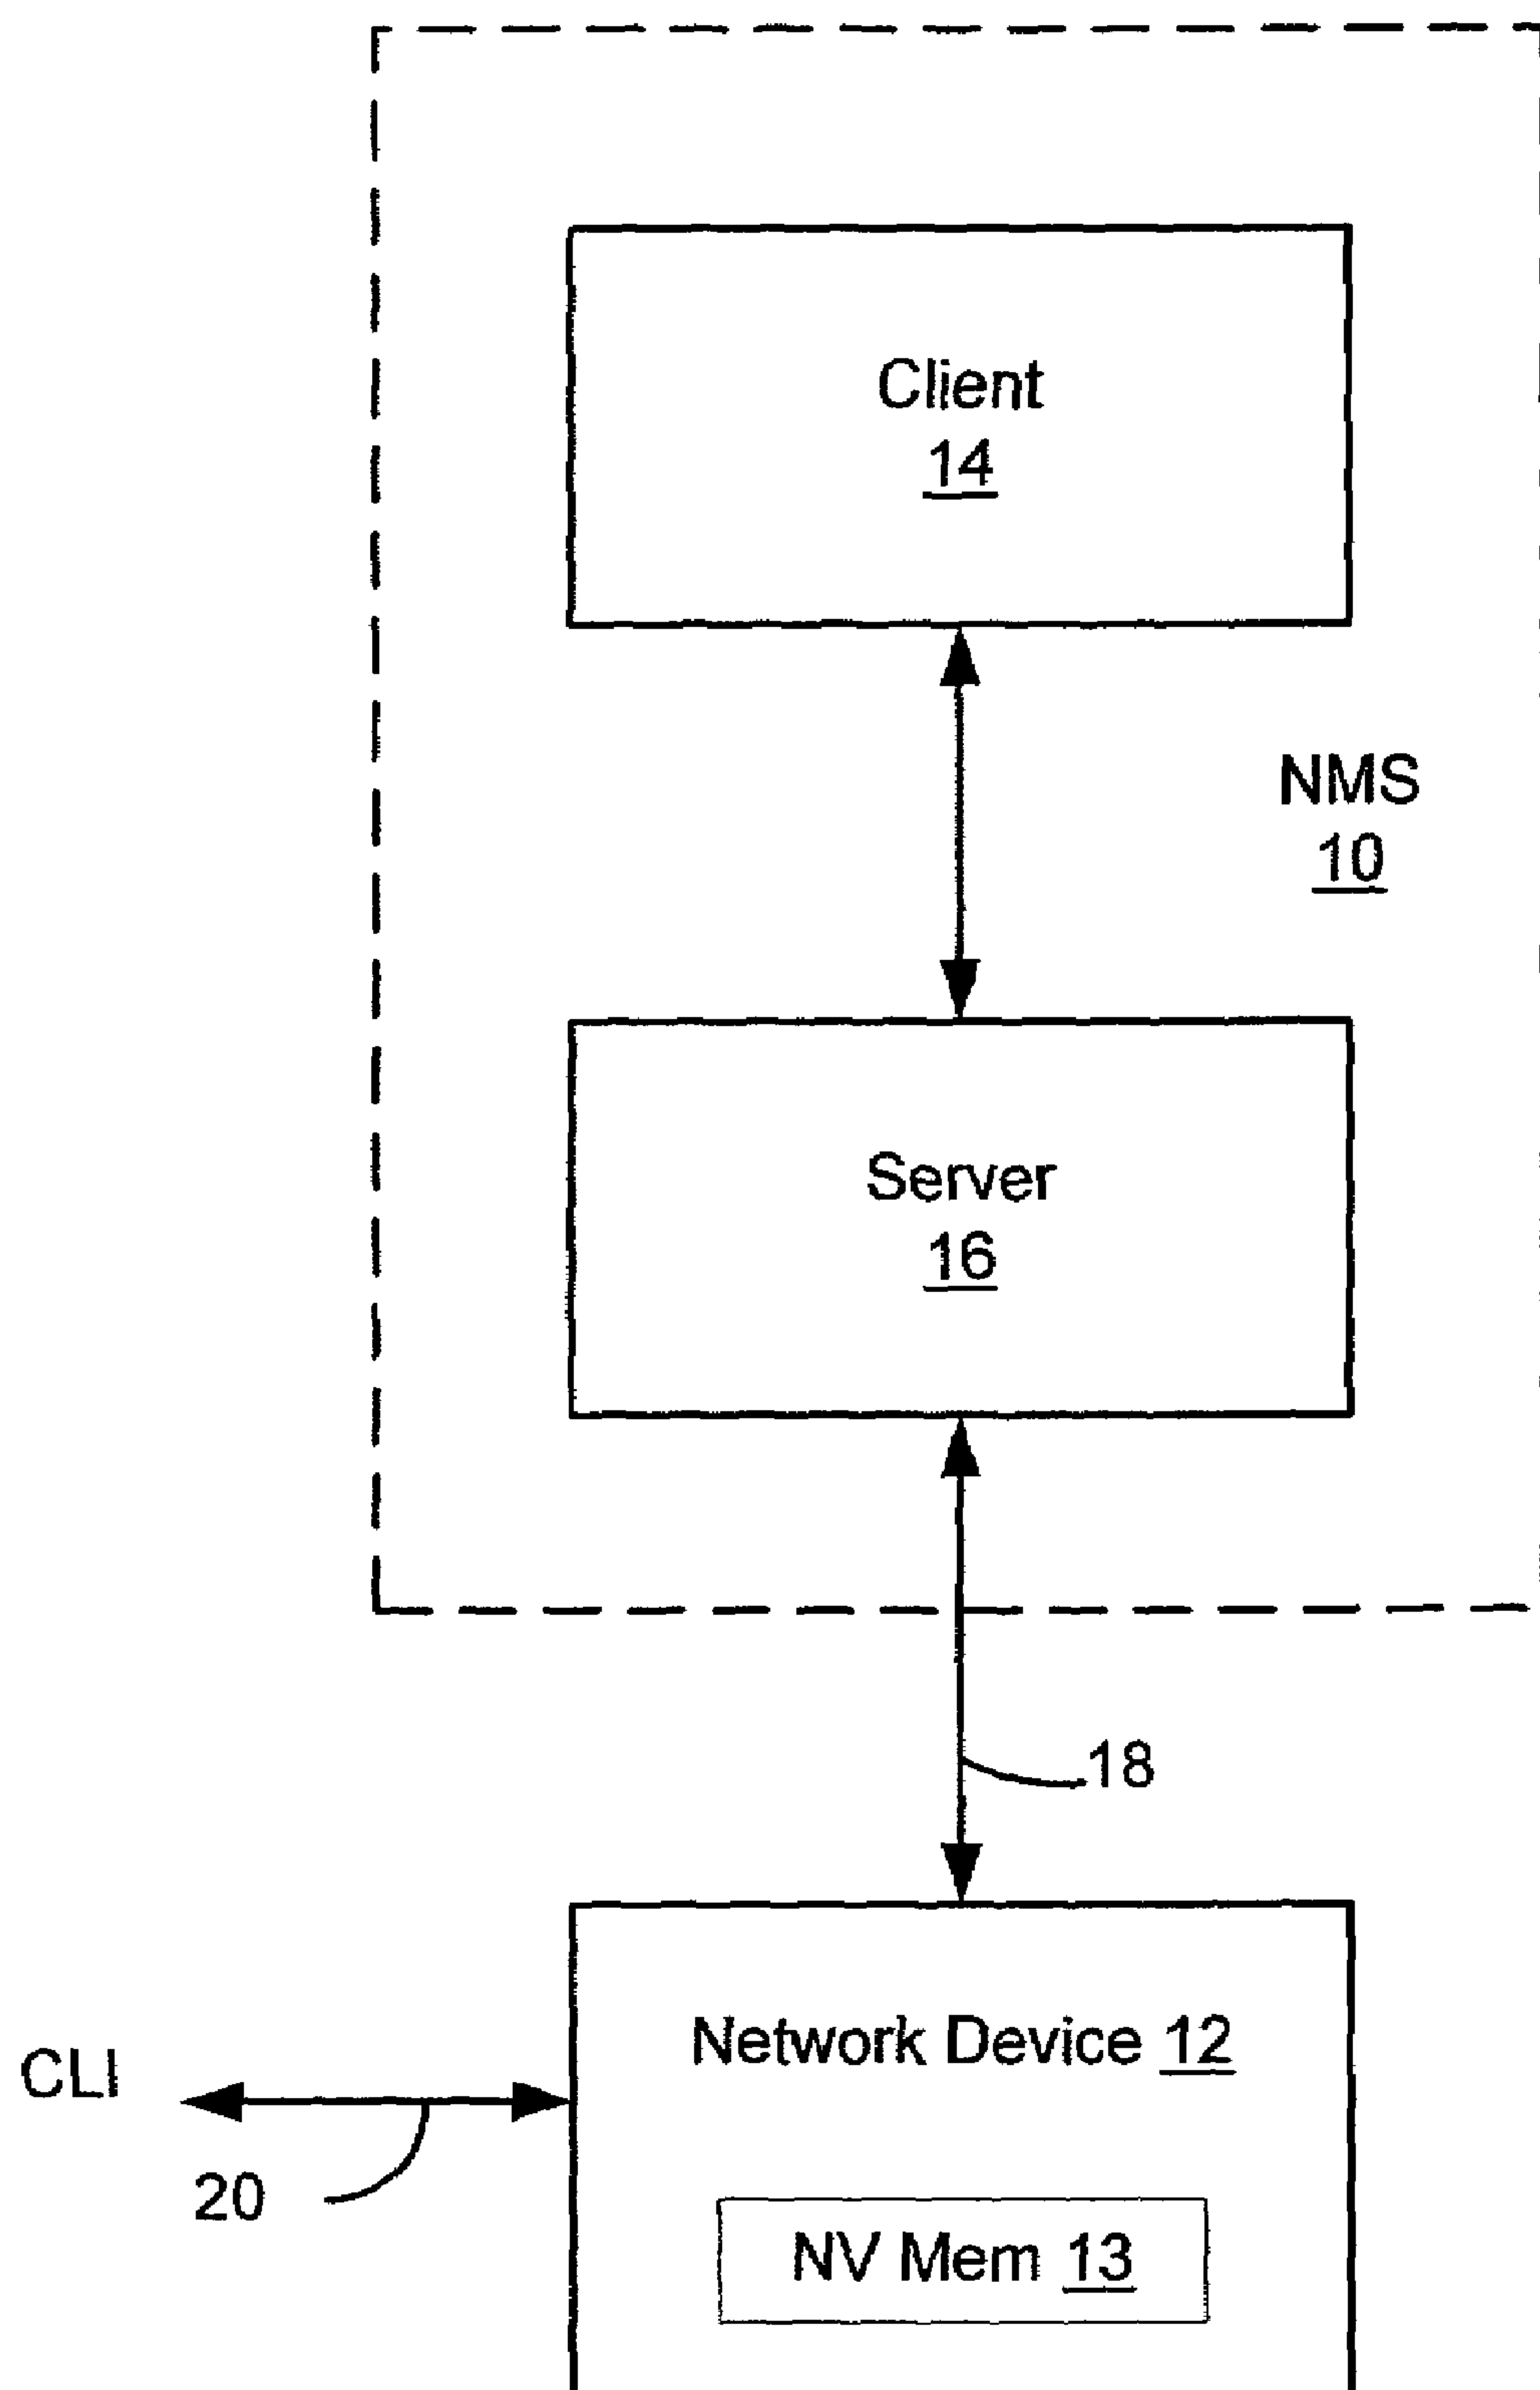 Client
14
NMS
10
Server
16
18
Network Device 12
CLI
20
NV Mem 13